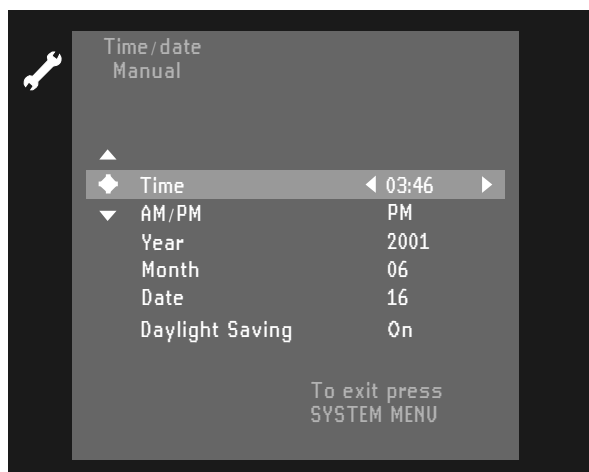 Time/date
Manual
Time 03:46
AM/PM PM
Year 2001
Month 06
Date 16
Daylight Saving On
To exit press
SYSTEM MENU